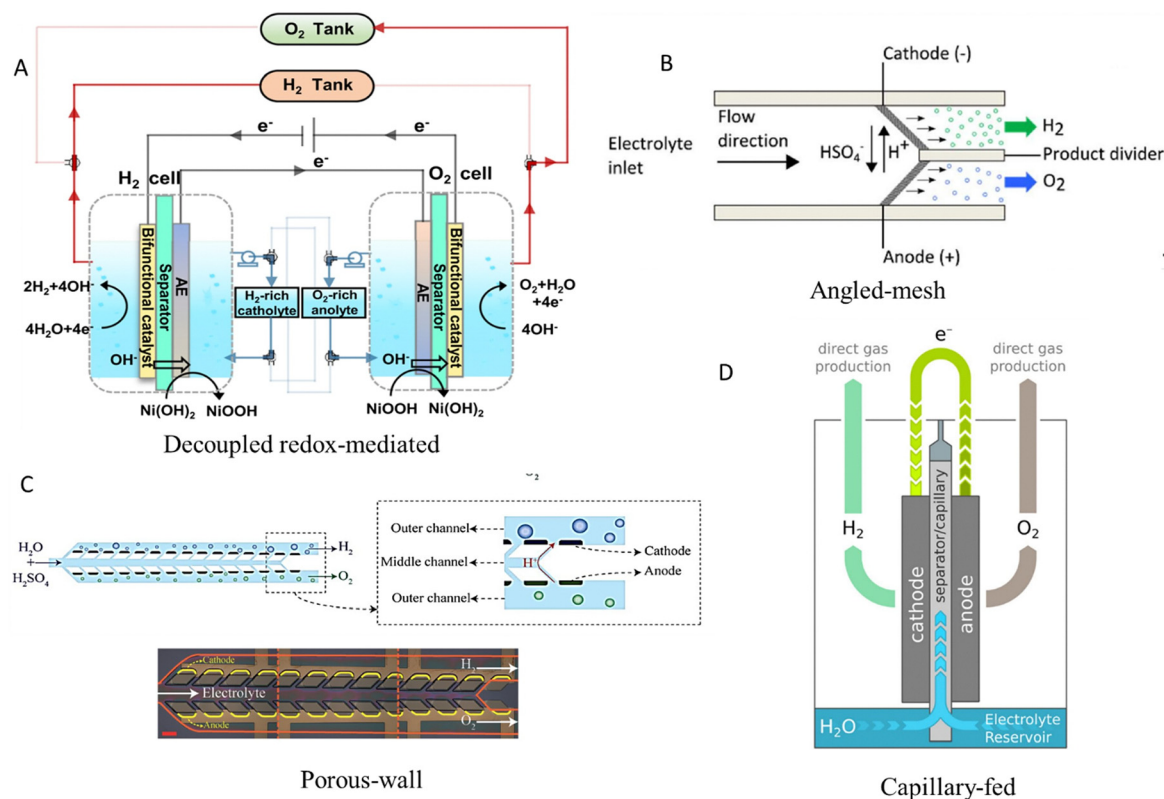 A
O₂ Tank
H₂ Tank
e⁻
e⁻
e⁻
H₂ cell
O₂ cell
Bifunctional catalyst
Separator
AE
AE
Separator
Bifunctional catalyst
2H₂+4OH⁻
4H₂O+4e⁻
H₂-rich
catholyte
O₂-rich
anolyte
O₂+H₂O
+4e⁻
4OH⁻
OH⁻
OH⁻
Ni(OH)₂
NiOOH
NiOOH
Ni(OH)₂
Decoupled redox-mediated
B
Cathode (-)
Flow
direction
Electrolyte
inlet
HSO₄⁻
H⁺
H₂
Product divider
O₂
Anode (+)
Angled-mesh
C
H₂O
+
H₂SO₄
H₂
O₂
Outer channel
Middle channel
Outer channel
H⁺
Cathode
Anode
Cathode
H₂
Electrolyte
O₂
Anode
Porous-wall
D
e⁻
direct gas
production
direct gas
production
H₂
O₂
cathode
separator/capillary
anode
H₂O
Electrolyte
Reservoir
Capillary-fed